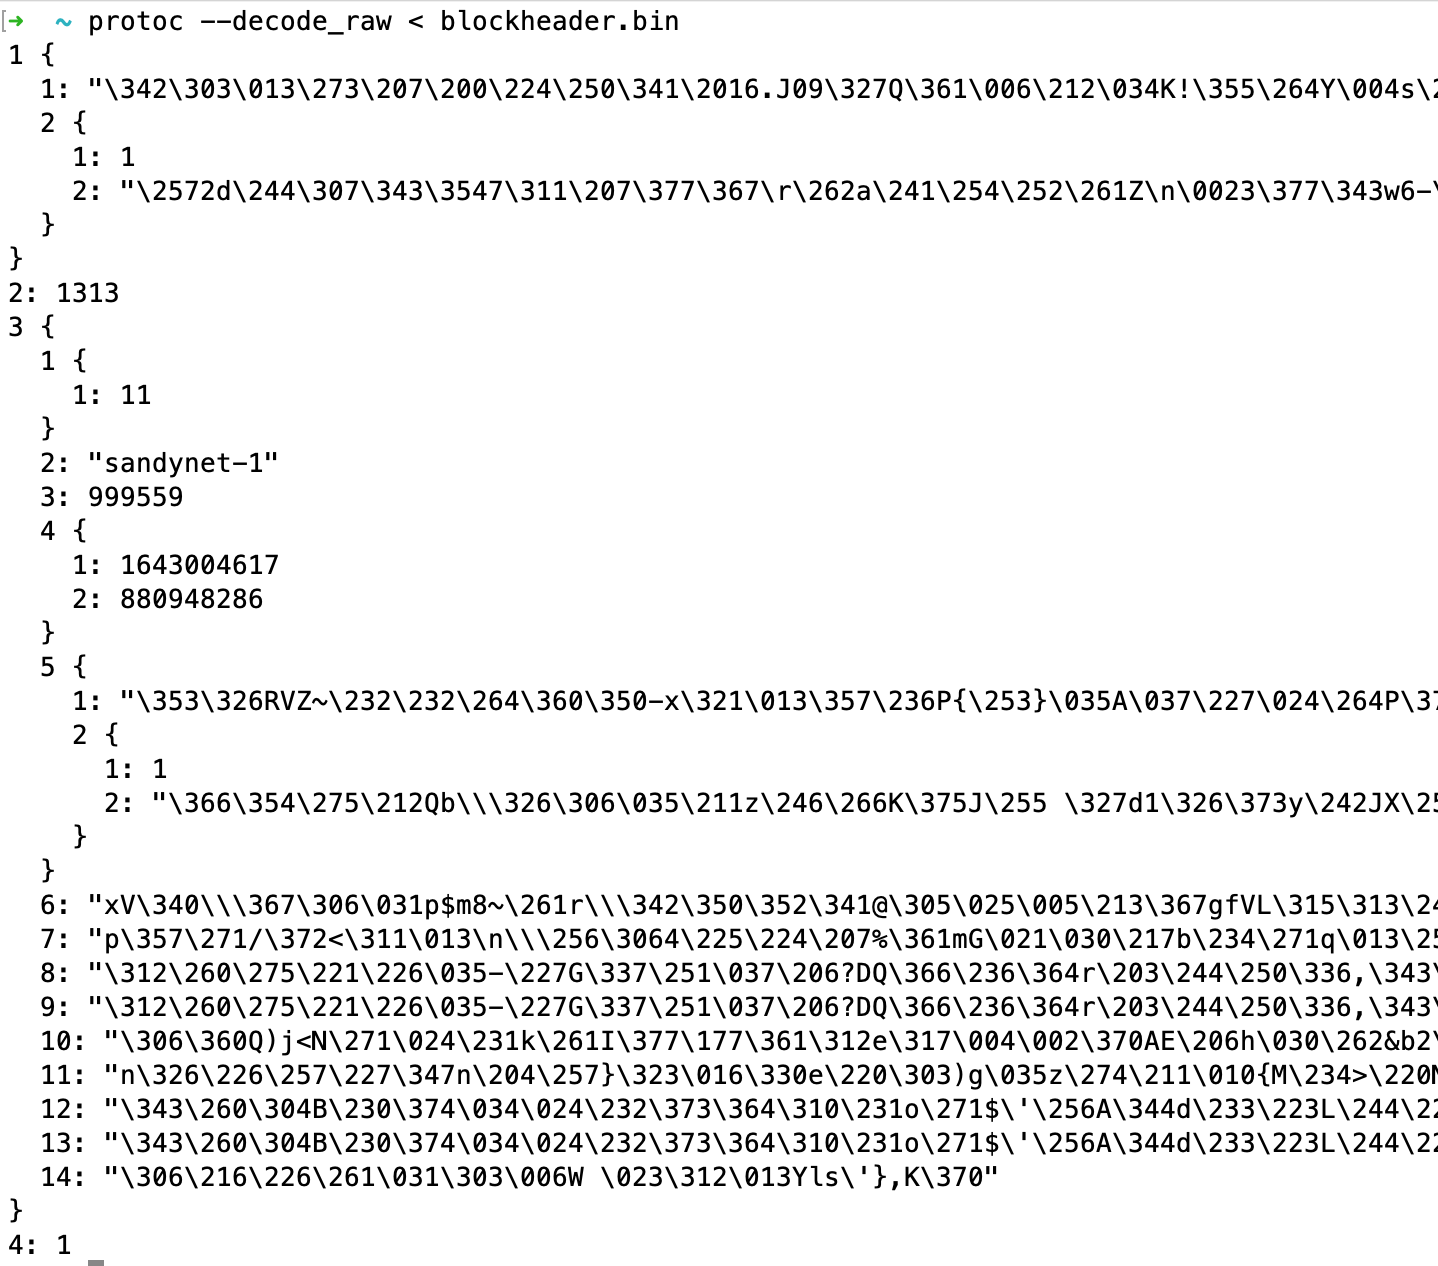 [➜ ~ protoc --decode_raw < blockheader.bin
1 {
  1: "\342\303\013\273\207\200\224\250\341\2016.J09\327Q\361\006\212\034K!\355\264Y\004s\2
  2 {
    1: 1
    2: "\2572d\244\307\343\3547\311\207\377\367\r\262a\241\254\252\261Z\n\0023\377\343w6-\
  }
}
2: 1313
3 {
  1 {
    1: 11
  }
  2: "sandynet-1"
  3: 999559
  4 {
    1: 1643004617
    2: 880948286
  }
  5 {
    1: "\353\326RVZ~\232\232\264\360\350-x\321\013\357\236P{\253}\035A\037\227\024\264P\37
    2 {
      1: 1
      2: "\366\354\275\212Qb\\\326\306\035\211z\246\266K\375J\255 \327d1\326\373y\242JX\25
    }
  }
  6: "xV\340\\\367\306\031p$m8~\261r\\\342\350\352\341@\305\025\005\213\367gfVL\315\313\24
  7: "p\357\271/\372<\311\013\n\\\256\3064\225\224\207%\361mG\021\030\217b\234\271q\013\25
  8: "\312\260\275\221\226\035-\227G\337\251\037\206?DQ\366\236\364r\203\244\250\336,\343\
  9: "\312\260\275\221\226\035-\227G\337\251\037\206?DQ\366\236\364r\203\244\250\336,\343\
  10: "\306\360Q)j<N\271\024\231k\261I\377\177\361\312e\317\004\002\370AE\206h\030\262&b2\
  11: "n\326\226\257\227\347n\204\257}\323\016\330e\220\303)g\035z\274\211\010{M\234>\220M
  12: "\343\260\304B\230\374\034\024\232\373\364\310\231o\271$\'\256A\344d\233\223L\244\22
  13: "\343\260\304B\230\374\034\024\232\373\364\310\231o\271$\'\256A\344d\233\223L\244\22
  14: "\306\216\226\261\031\303\006W \023\312\013Yls\'},K\370"
}
4: 1